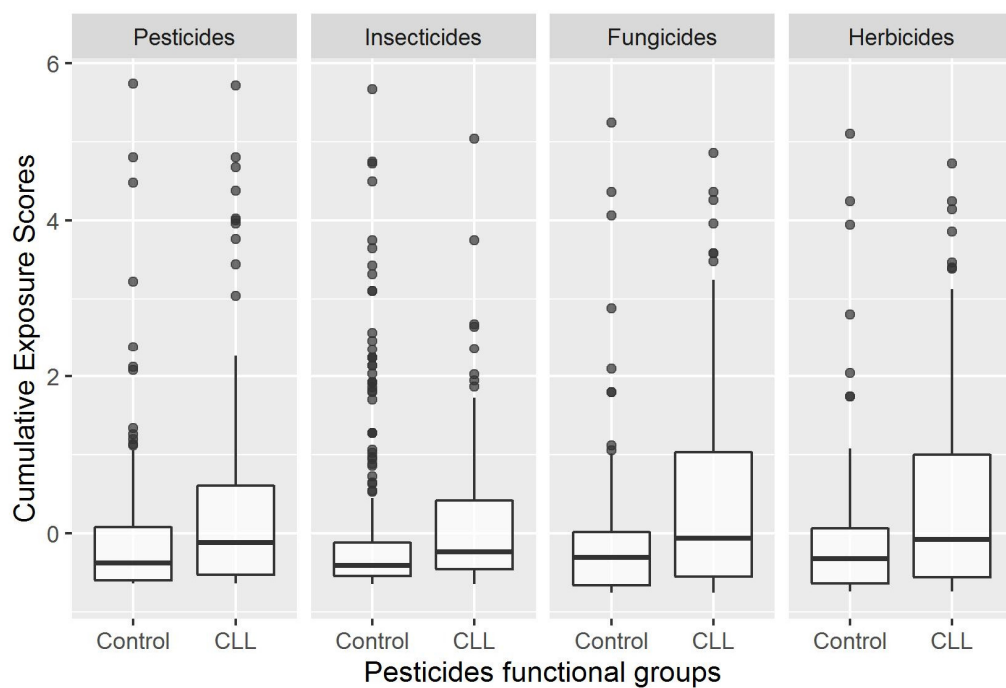 Pesticides Insecticides Fungicides Herbicides
Cumulative Exposure Scores
6
4
2
0
Control CLL Control CLL Control CLL Control CLL
Pesticides functional groups